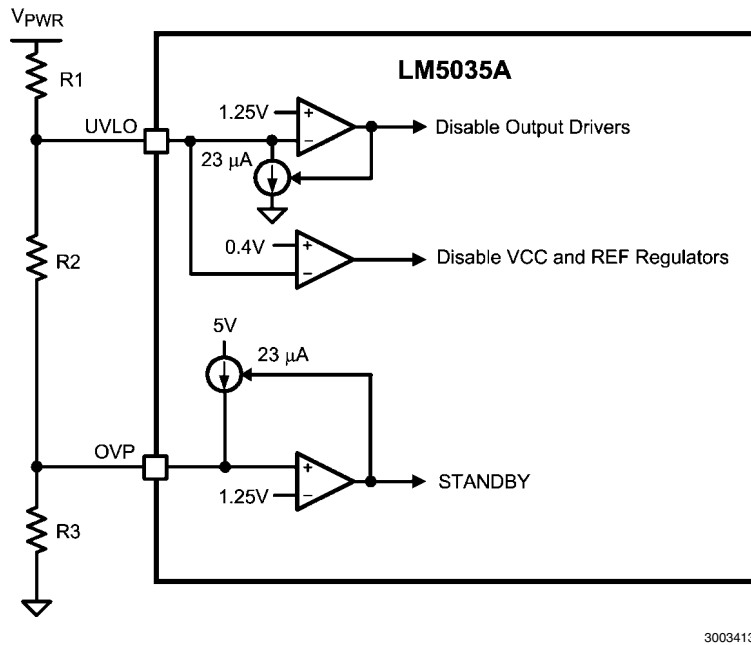 VPWR
LM5035A
R1
1.25V
+
−
UVLO
Disable Output Drivers
23 µA
0.4V
+
−
Disable VCC and REF Regulators
R2
5V
23 µA
OVP
+
−
1.25V
STANDBY
R3
3003413